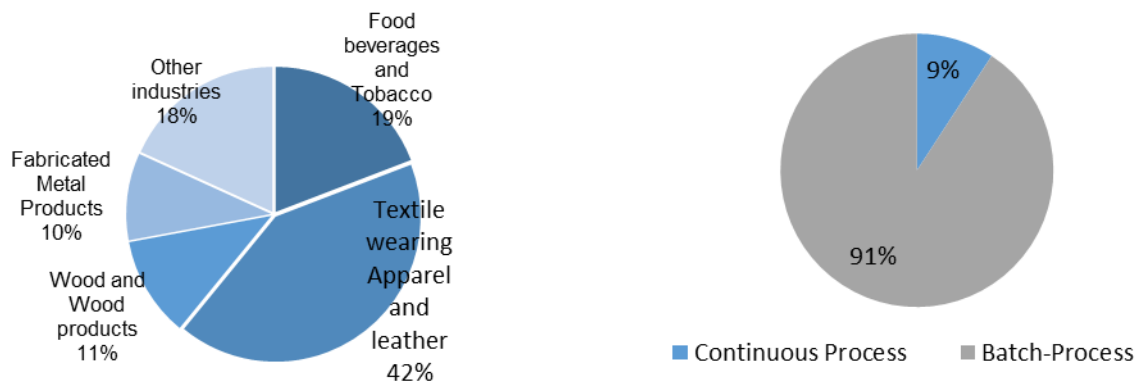 Food
beverages
and
Tobacco
19%
Other
industries
18%
Fabricated
Metal
Products
10%
Wood and
Wood
products
11%
Textile
wearing
Apparel
and
leather
42%
9%
91%
Continuous Process
Batch-Process